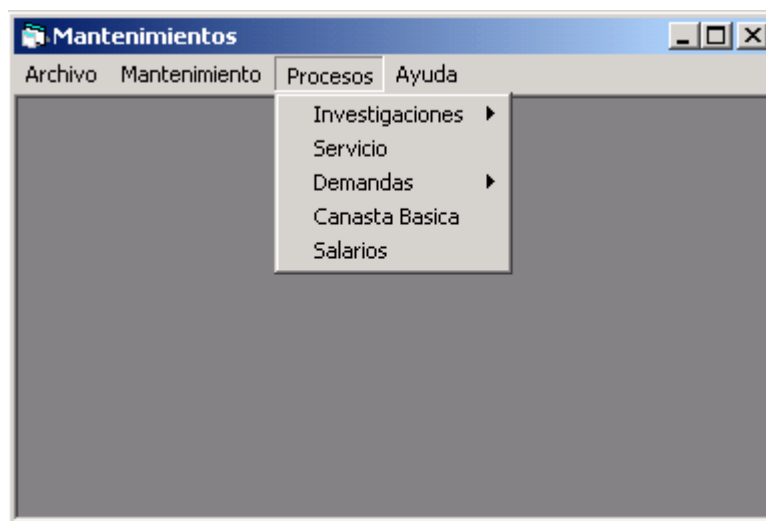 Mantenimientos
Archivo Mantenimiento Procesos Ayuda
Investigaciones
Servicio
Demandas
Canasta Basica
Salarios